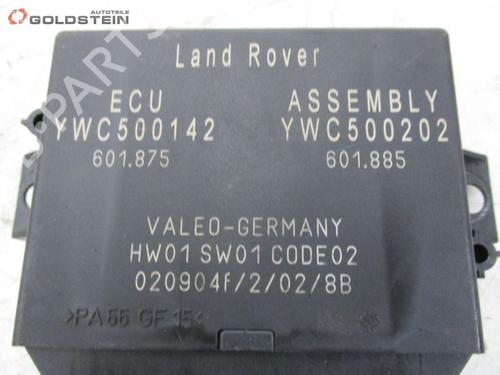 GOLDSTEIN
Land Rover
ECU ASSEMBLY
YWC500142 YWC500202
601.875 601.885
VALEO-GERMANY
HW01 SW01 CODE02
020904f/2/02/8B
>PA66 GF 15<